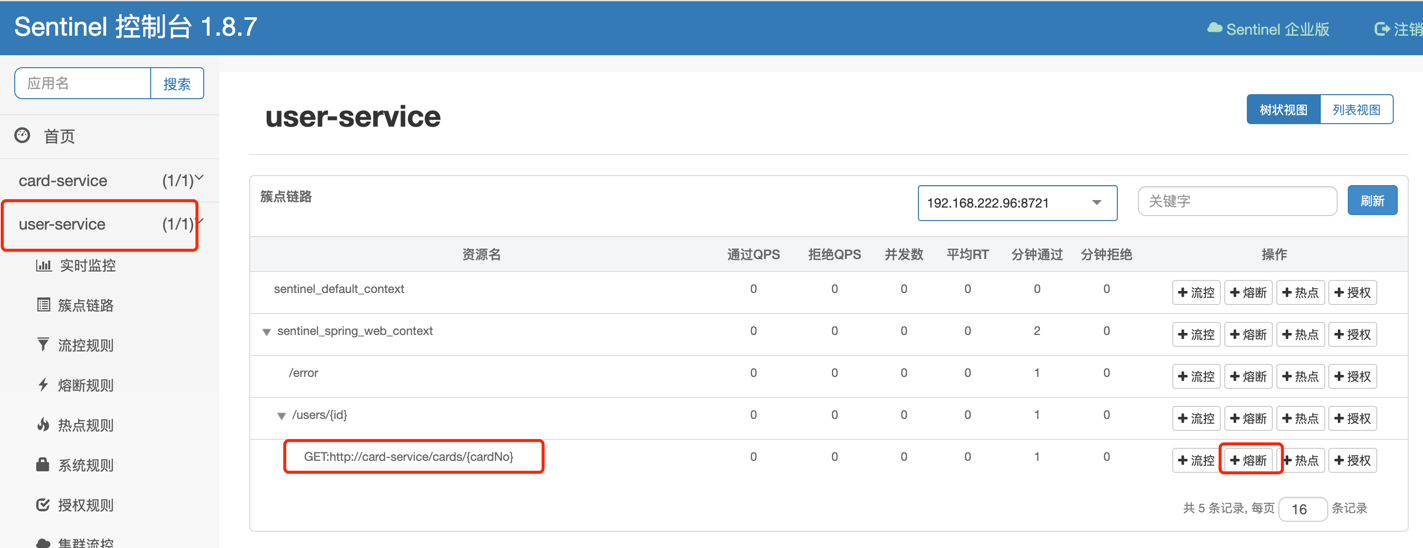 Sentinel 控制台 1.8.7
Sentinel 企业版 注销
应用名 搜索
首页
card-service (1/1)
user-service (1/1)
实时监控
簇点链路
流控规则
熔断规则
热点规则
系统规则
授权规则
集群流控
user-service
树状视图 列表视图
簇点链路 192.168.222.96:8721 关键字 刷新
资源名 通过QPS 拒绝QPS 并发数 平均RT 分钟通过 分钟拒绝 操作
sentinel_default_context 0 0 0 0 0 0 流控 熔断 热点 授权
sentinel_spring_web_context 0 0 0 0 2 0 流控 熔断 热点 授权
/error 0 0 0 0 1 0 流控 熔断 热点 授权
/users/{id} 0 0 0 0 1 0 流控 熔断 热点 授权
GET:http://card-service/cards/{cardNo} 0 0 0 0 1 0 流控 熔断 热点 授权
共 5 条记录, 每页 16 条记录